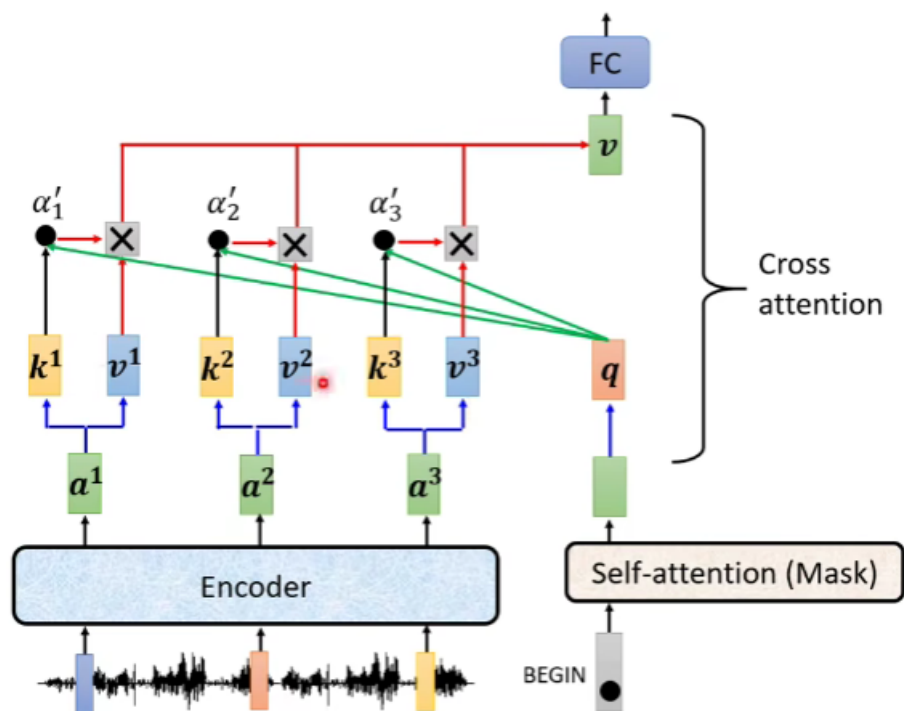 FC
v
α′₁
α′₂
α′₃
Cross
attention
k¹
v¹
k²
v²
k³
v³
q
a¹
a²
a³
Encoder
Self-attention (Mask)
BEGIN